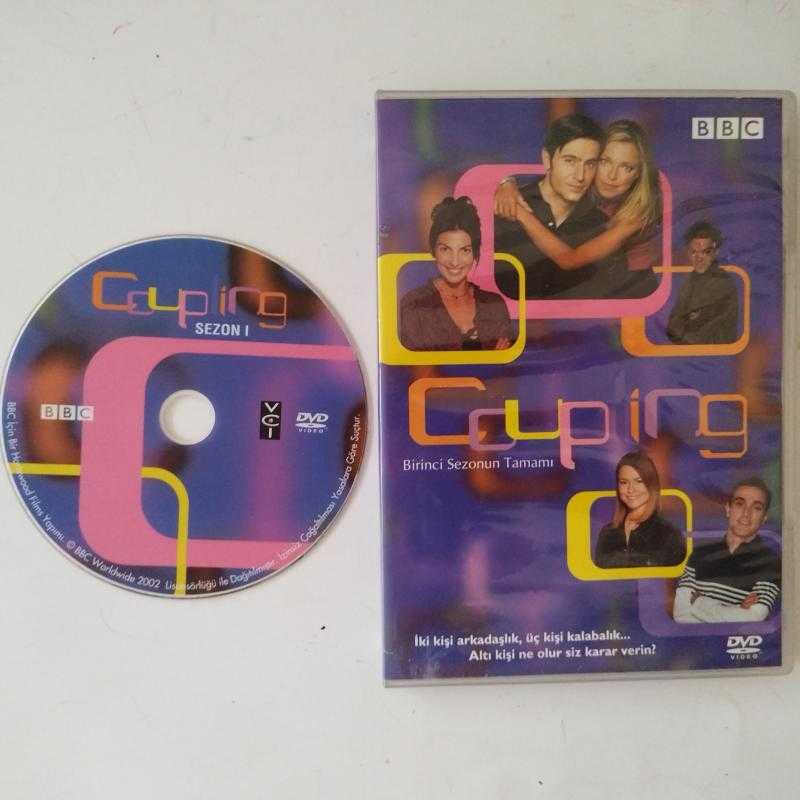 Coupling
SEZON I
BBC
VCI
DVD
VIDEO
BBC İçin Bir Hartswood Films Yapımı. © BBC Worldwide 2002 Lisansörlüğü ile Dağıtılmıştır. İzinsiz Çoğaltılması Yasalara Göre Suçtur.
BBC
Coupling
Birinci Sezonun Tamamı
İki kişi arkadaşlık, üç kişi kalabalık...
Altı kişi ne olur siz karar verin?
DVD
VIDEO